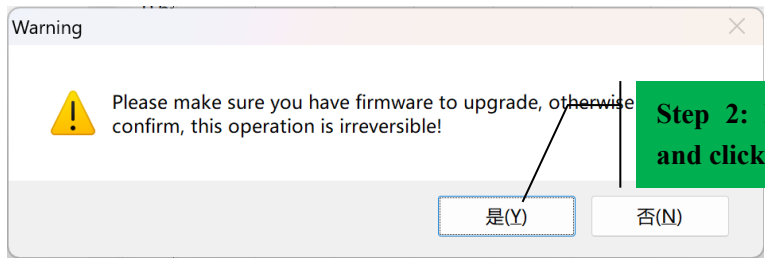 Warning
Please make sure you have firmware to upgrade, otherwise
confirm, this operation is irreversible!
Step 2:
and click
是(Y)
否(N)